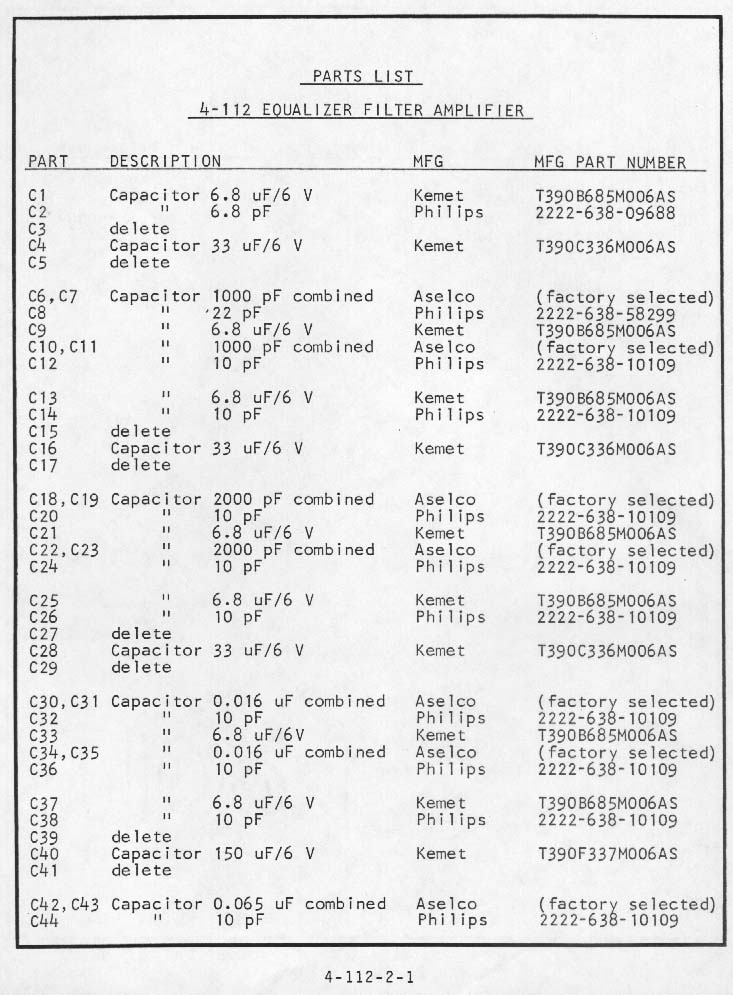 PARTS LIST
4-112 EQUALIZER FILTER AMPLIFIER
PART DESCRIPTION MFG MFG PART NUMBER
C1 Capacitor 6.8 uF/6 V Kemet T390B685M006AS
C2 " 6.8 pF Philips 2222-638-09688
C3 delete
C4 Capacitor 33 uF/6 V Kemet T390C336M006AS
C5 delete
C6,C7 Capacitor 1000 pF combined Aselco (factory selected)
C8 " 22 pF Philips 2222-638-58299
C9 " 6.8 uF/6 V Kemet T390B685M006AS
C10,C11 " 1000 pF combined Aselco (factory selected)
C12 " 10 pF Philips 2222-638-10109
C13 " 6.8 uF/6 V Kemet T390B685M006AS
C14 " 10 pF Philips 2222-638-10109
C15 delete
C16 Capacitor 33 uF/6 V Kemet T390C336M006AS
C17 delete
C18,C19 Capacitor 2000 pF combined Aselco (factory selected)
C20 " 10 pF Philips 2222-638-10109
C21 " 6.8 uF/6 V Kemet T390B685M006AS
C22,C23 " 2000 pF combined Aselco (factory selected)
C24 " 10 pF Philips 2222-638-10109
C25 " 6.8 uF/6 V Kemet T390B685M006AS
C26 " 10 pF Philips 2222-638-10109
C27 delete
C28 Capacitor 33 uF/6 V Kemet T390C336M006AS
C29 delete
C30,C31 Capacitor 0.016 uF combined Aselco (factory selected)
C32 " 10 pF Philips 2222-638-10109
C33 " 6.8 uF/6V Kemet T390B685M006AS
C34,C35 " 0.016 uF combined Aselco (factory selected)
C36 " 10 pF Philips 2222-638-10109
C37 " 6.8 uF/6 V Kemet T390B685M006AS
C38 " 10 pF Philips 2222-638-10109
C39 delete
C40 Capacitor 150 uF/6 V Kemet T390F337M006AS
C41 delete
C42,C43 Capacitor 0.065 uF combined Aselco (factory selected)
C44 " 10 pF Philips 2222-638-10109
4-112-2-1